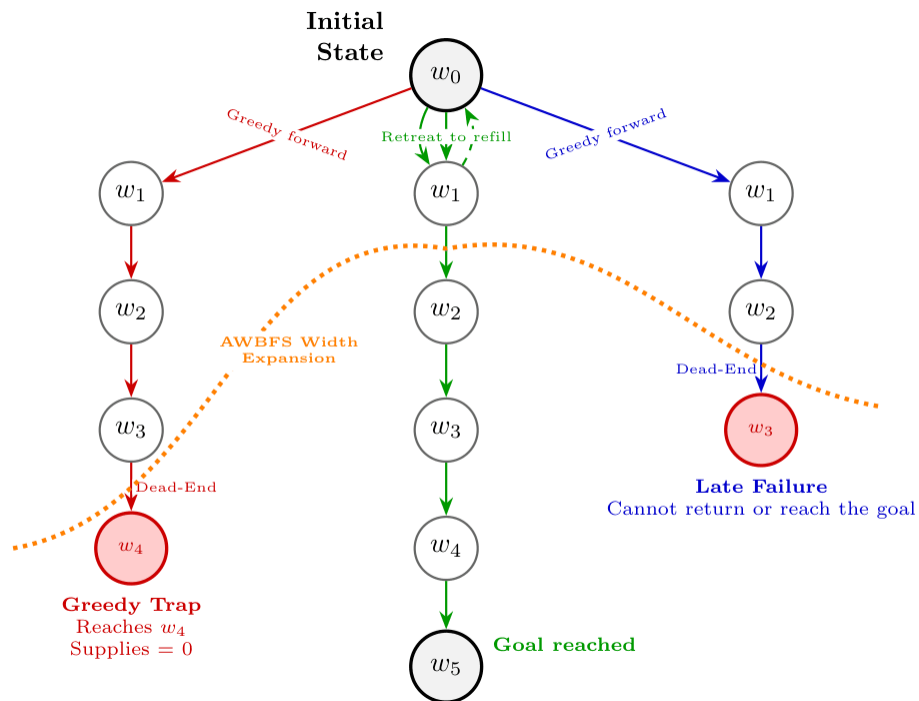 Initial
State
w₀
Greedy forward
Retreat to refill
Greedy forward
w₁
w₁
w₁
w₂
w₂
w₂
AWBFS Width
Expansion
Dead-End
w₃
w₃
w₃
Dead-End
Late Failure
Cannot return or reach the goal
w₄
w₄
Greedy Trap
Reaches w₄
Supplies = 0
Goal reached
w₅